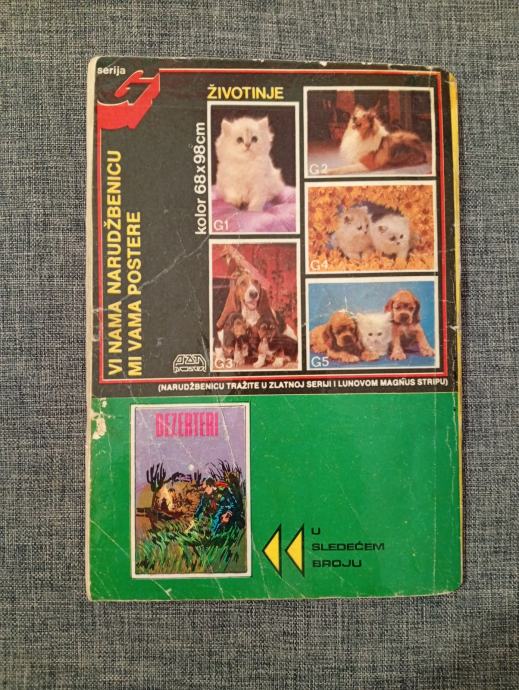 serija
G
ŽIVOTINJE
VI NAMA NARUDŽBENICU
MI VAMA POSTERE
kolor 68x98cm
G1
G2
G3
G4
G5
(NARUDŽBENICU TRAŽITE U ZLATNOJ SERIJI I LUNOVOM MAGNUS STRIPU)
DEZERTERI
U
SLEDEĆEM
BROJU